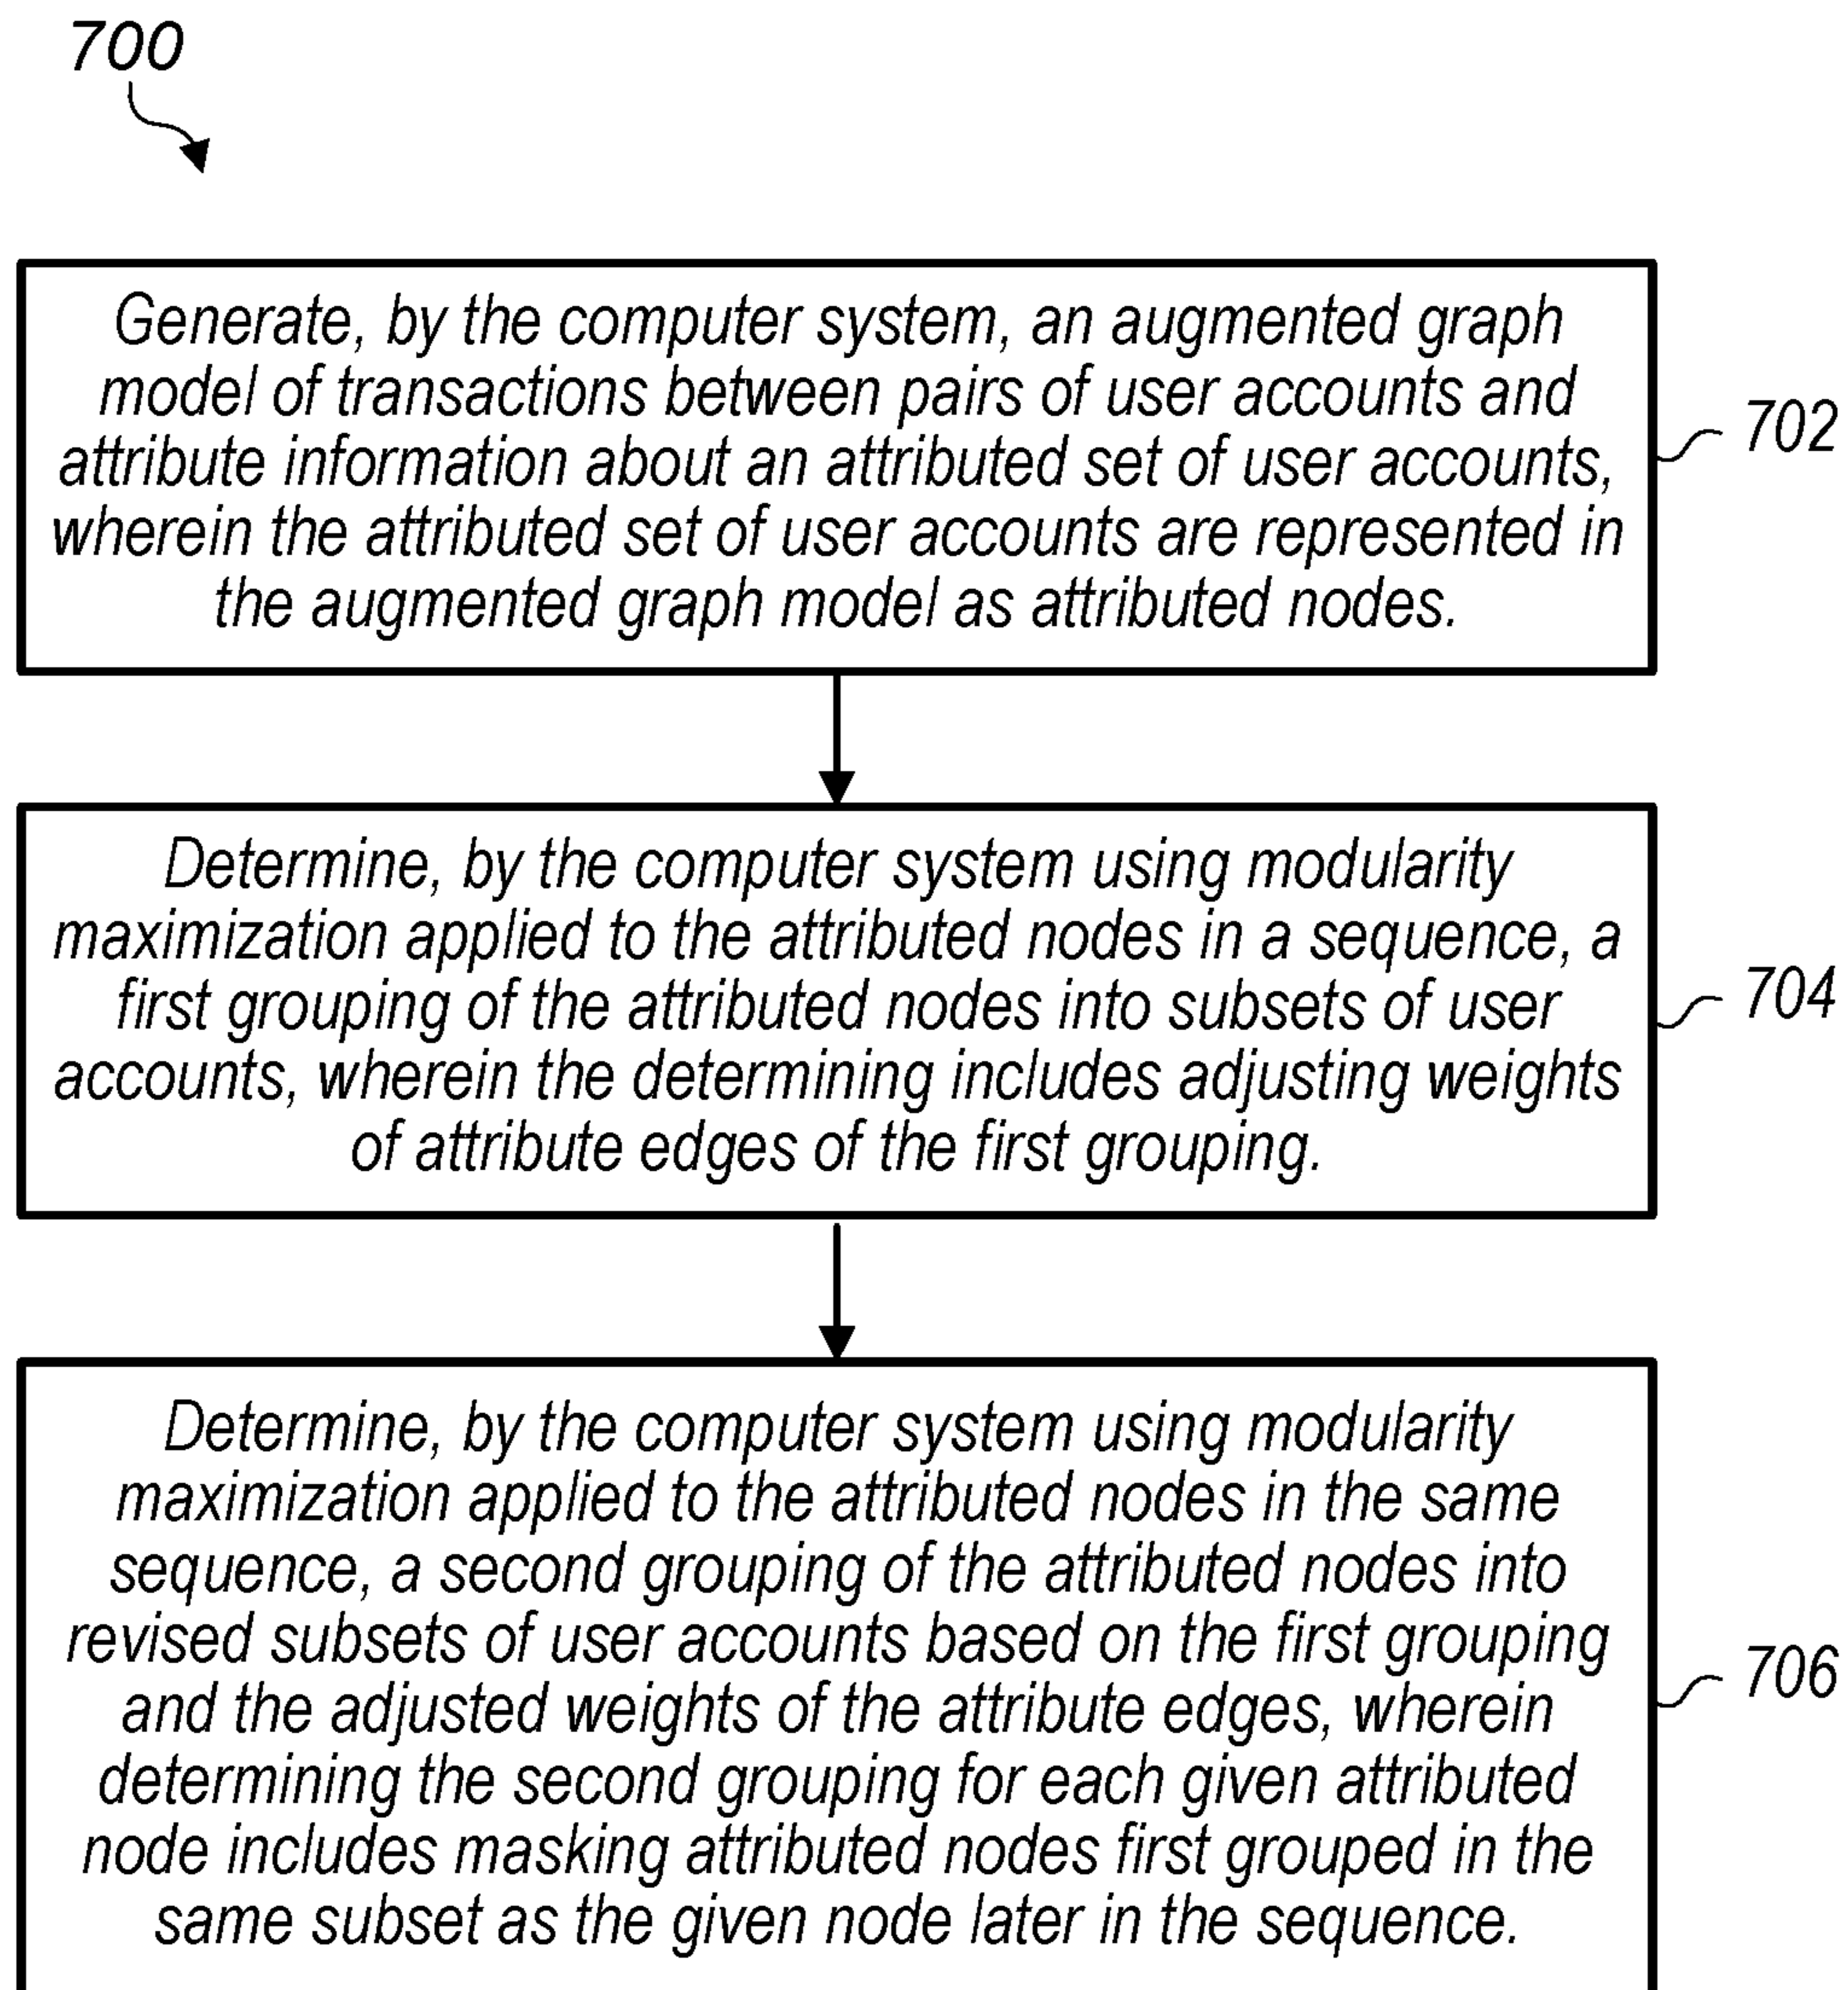 700
Generate, by the computer system, an augmented graph
model of transactions between pairs of user accounts and
attribute information about an attributed set of user accounts,
wherein the attributed set of user accounts are represented in
the augmented graph model as attributed nodes.
702
Determine, by the computer system using modularity
maximization applied to the attributed nodes in a sequence, a
first grouping of the attributed nodes into subsets of user
accounts, wherein the determining includes adjusting weights
of attribute edges of the first grouping.
704
Determine, by the computer system using modularity
maximization applied to the attributed nodes in the same
sequence, a second grouping of the attributed nodes into
revised subsets of user accounts based on the first grouping
and the adjusted weights of the attribute edges, wherein
determining the second grouping for each given attributed
node includes masking attributed nodes first grouped in the
same subset as the given node later in the sequence.
706